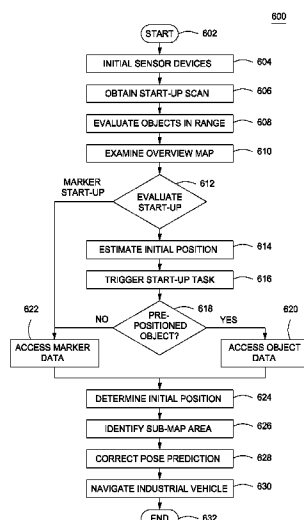 600
START
602
INITIAL SENSOR DEVICES
604
OBTAIN START-UP SCAN
606
EVALUATE OBJECTS IN RANGE
608
EXAMINE OVERVIEW MAP
610
MARKER
START-UP
612
EVALUATE
START-UP
ESTIMATE INITIAL POSITION
614
TRIGGER START-UP TASK
616
618
622
NO
PRE-
POSITIONED
OBJECT?
YES
620
ACCESS MARKER
DATA
ACCESS OBJECT
DATA
DETERMINE INITIAL POSITION
624
IDENTIFY SUB-MAP AREA
626
CORRECT POSE PREDICTION
628
NAVIGATE INDUSTRIAL VEHICLE
630
END
632